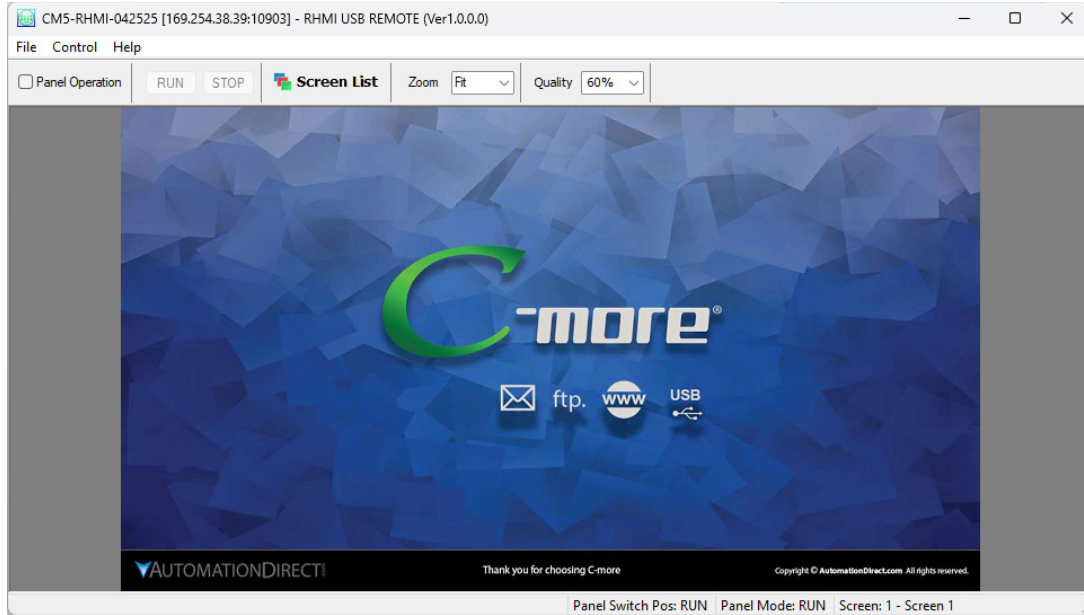 CM5-RHMI-042525 [169.254.38.39:10903] - RHMI USB REMOTE (Ver1.0.0.0)
File Control Help
Panel Operation RUN STOP Screen List Zoom Fit Quality 60%
C-more®
ftp. www USB
AUTOMATIONDIRECT.com Thank you for choosing C-more Copyright © AutomationDirect.com All rights reserved.
Panel Switch Pos: RUN Panel Mode: RUN Screen: 1 - Screen 1